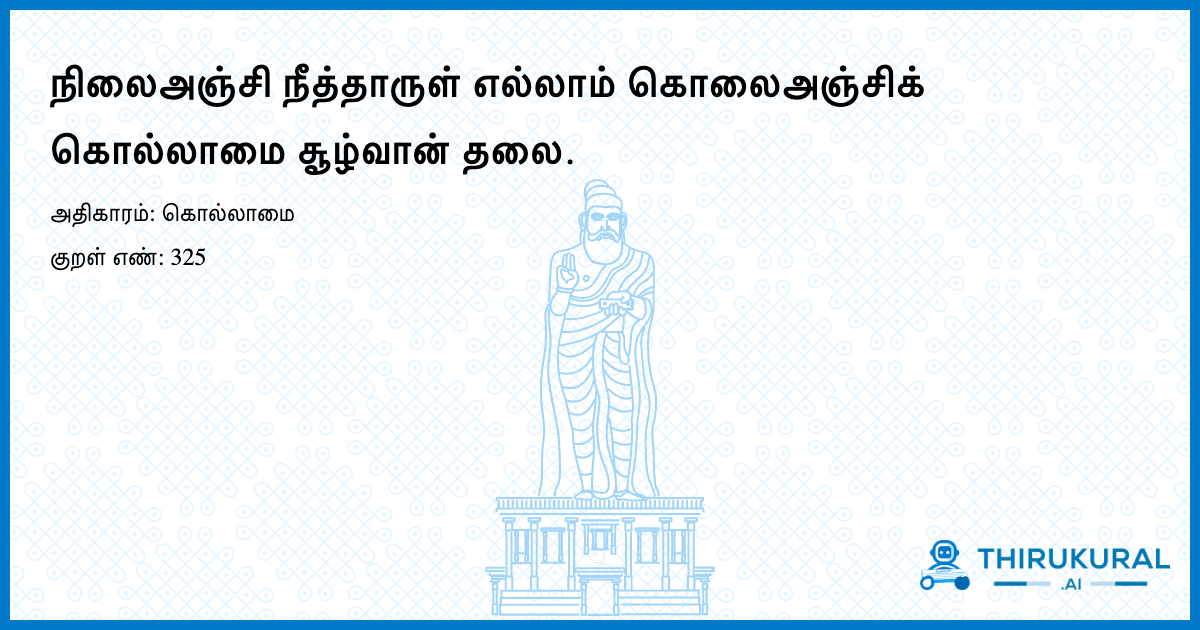 நிலைஅஞ்சி நீத்தாருள் எல்லாம் கொலைஅஞ்சிக்
கொல்லாமை சூழ்வான் தலை.
அதிகாரம்: கொல்லாமை
குறள் எண்: 325
THIRUKURAL
.AI